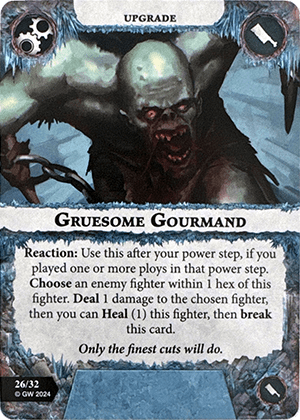 UPGRADE
GRUESOME GOURMAND
Reaction: Use this after your power step, if you
played one or more ploys in that power step.
Choose an enemy fighter within 1 hex of this
fighter. Deal 1 damage to the chosen fighter,
then you can Heal (1) this fighter, then break
this card.
Only the finest cuts will do.
26/32
© GW 2024